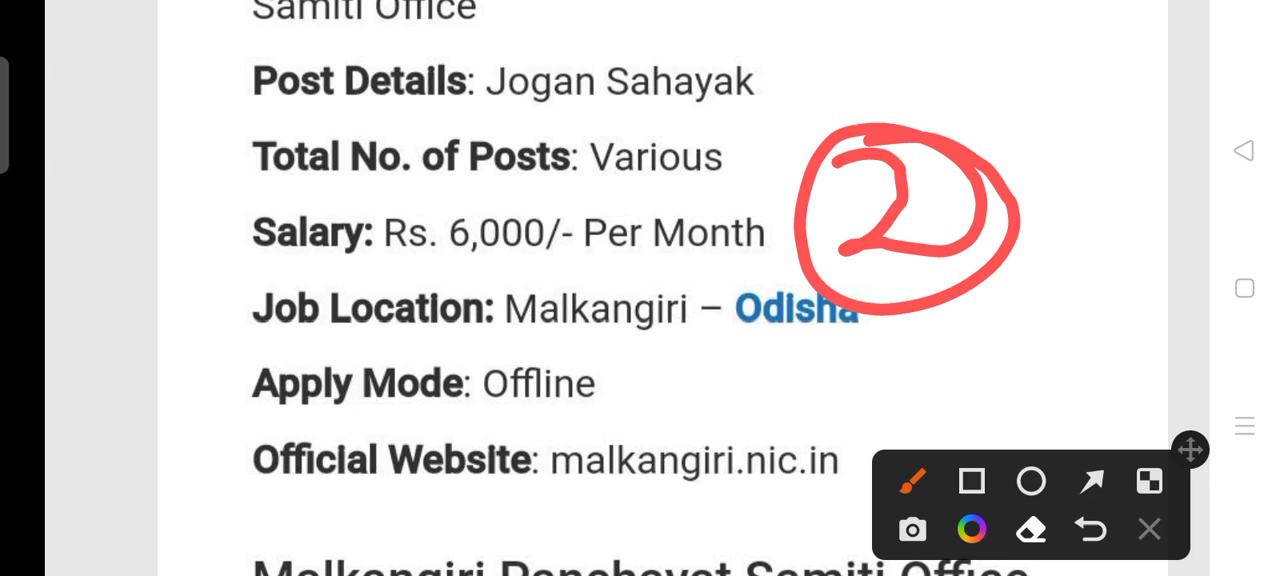 Samiti Office
Post Details: Jogan Sahayak
Total No. of Posts: Various
2
Salary: Rs. 6,000/- Per Month
Job Location: Malkangiri – Odisha
Apply Mode: Offline
Official Website: malkangiri.nic.in
Malkangiri Panchayat Samiti Office